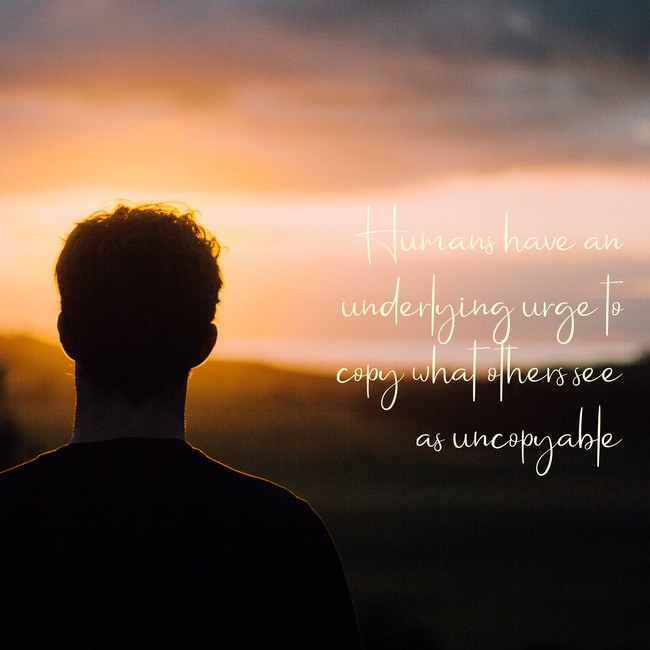 Humans have an
underlying urge to
copy what others see
as uncopyable